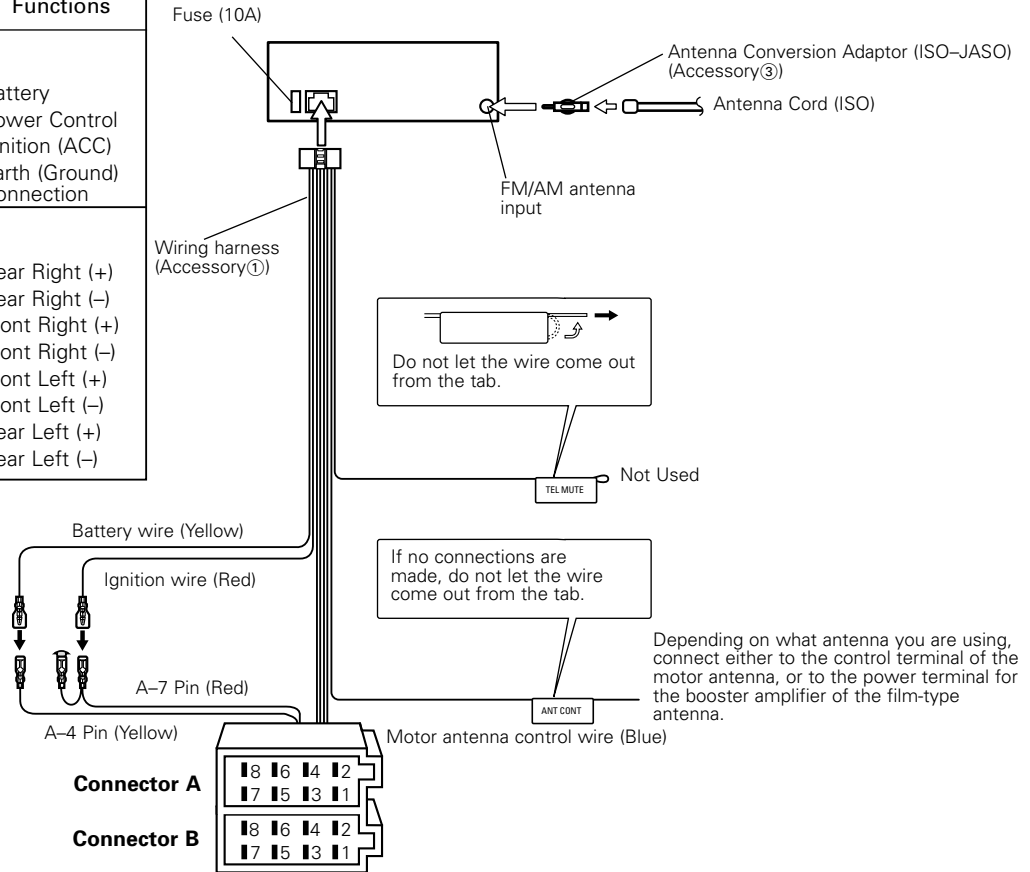 Functions
attery
ower Control
nition (ACC)
arth (Ground)
onnection
ear Right (+)
ear Right (–)
ont Right (+)
ont Right (–)
ont Left (+)
ont Left (–)
ear Left (+)
ear Left (–)
Fuse (10A)
Antenna Conversion Adaptor (ISO–JASO)
(Accessory③)
Antenna Cord (ISO)
FM/AM antenna
input
Wiring harness
(Accessory①)
Do not let the wire come out
from the tab.
TEL MUTE
Not Used
Battery wire (Yellow)
Ignition wire (Red)
If no connections are
made, do not let the wire
come out from the tab.
Depending on what antenna you are using,
connect either to the control terminal of the
motor antenna, or to the power terminal for
the booster amplifier of the film-type
antenna.
ANT CONT
A–7 Pin (Red)
A–4 Pin (Yellow)
Motor antenna control wire (Blue)
Connector A
8 6 4 2
7 5 3 1
Connector B
8 6 4 2
7 5 3 1